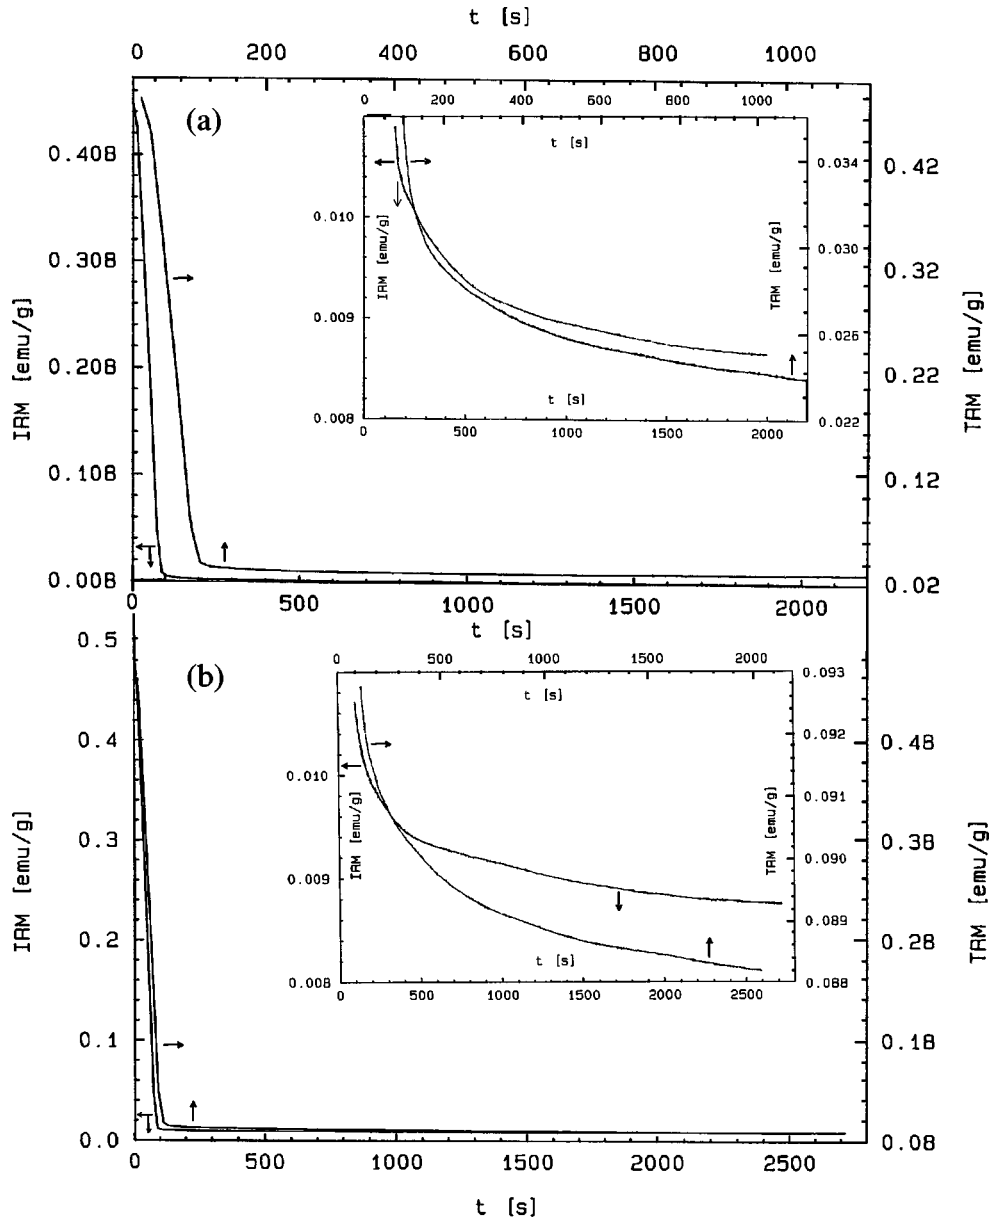 t [s]
0 200 400 600 800 1000
(a)
0 200 400 600 800 1000
t [s]
0.408
0.308
0.208
0.108
0.008
IRM [emu/g]
0.42
0.32
0.22
0.12
0.02
TRM [emu/g]
0.010
0.009
0.008
IRM [emu/g]
0.034
0.030
0.026
0.022
TRM [emu/g]
t [s]
0 500 1000 1500 2000
0 500 1000 1500 2000
t [s]
(b)
0 500 1000 1500 2000
t [s]
0.5
0.4
0.3
0.2
0.1
0.0
IRM [emu/g]
0.48
0.38
0.28
0.18
0.08
TRM [emu/g]
0.010
0.009
0.008
IRM [emu/g]
0.093
0.092
0.091
0.090
0.089
0.088
TRM [emu/g]
t [s]
0 500 1000 1500 2000 2500
0 500 1000 1500 2000 2500
t [s]